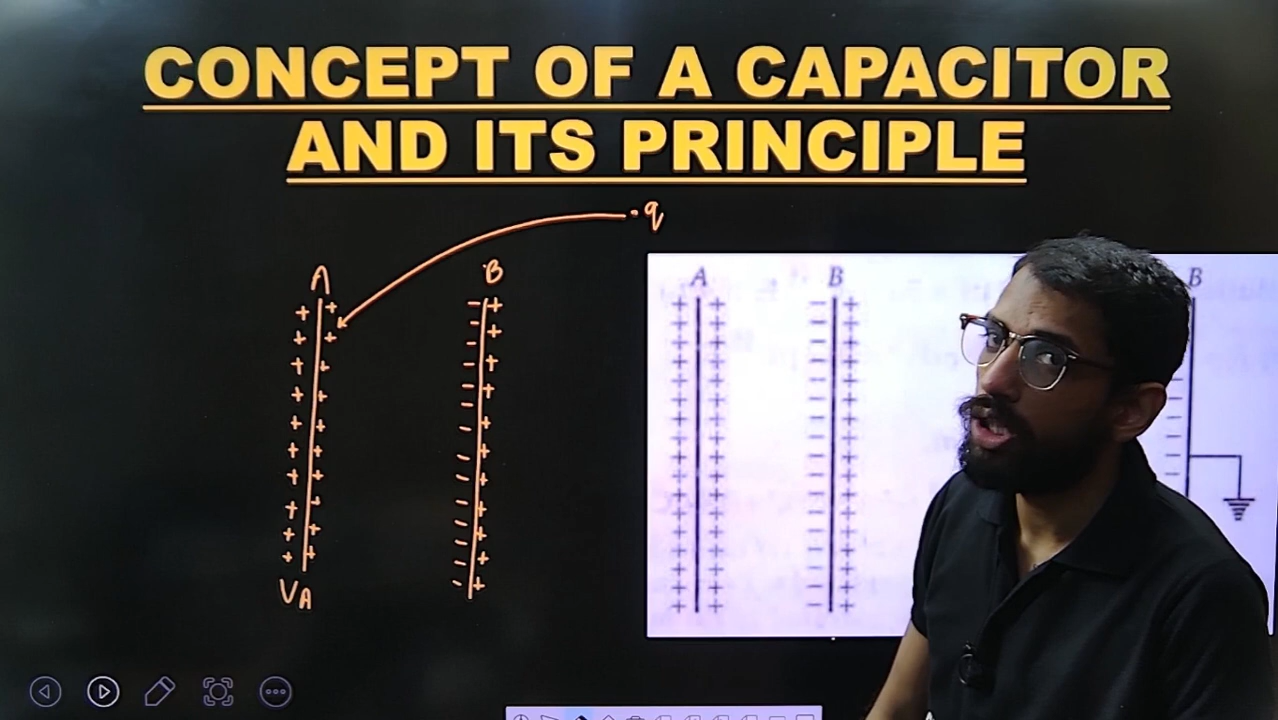 CONCEPT OF A CAPACITOR
AND ITS PRINCIPLE
q
A
B
A
B
B
VA